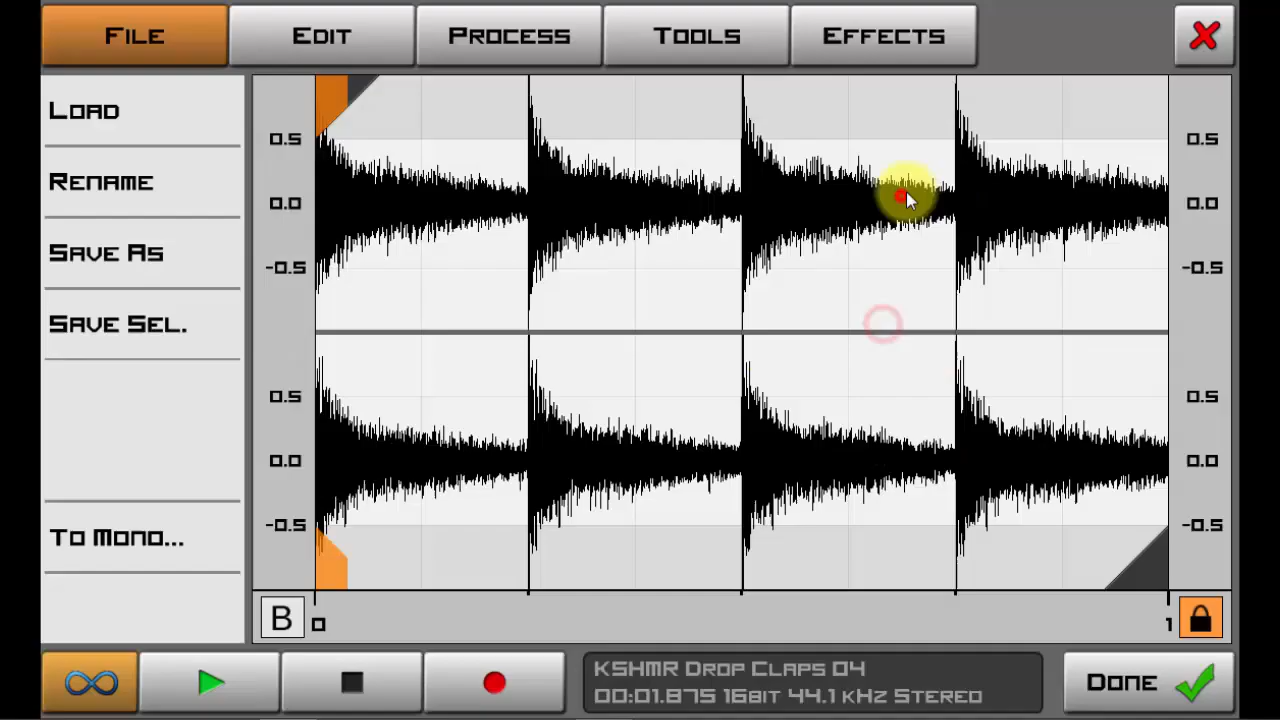 File Edit Process Tools Effects
Load
Rename
Save As
Save Sel.
To Mono...
0.5 0.5
0.0 0.0
-0.5 -0.5
0.5 0.5
0.0 0.0
-0.5 -0.5
B 0 1
KSHMR Drop Claps 04
00:01.875 16bit 44.1 kHz Stereo
Done